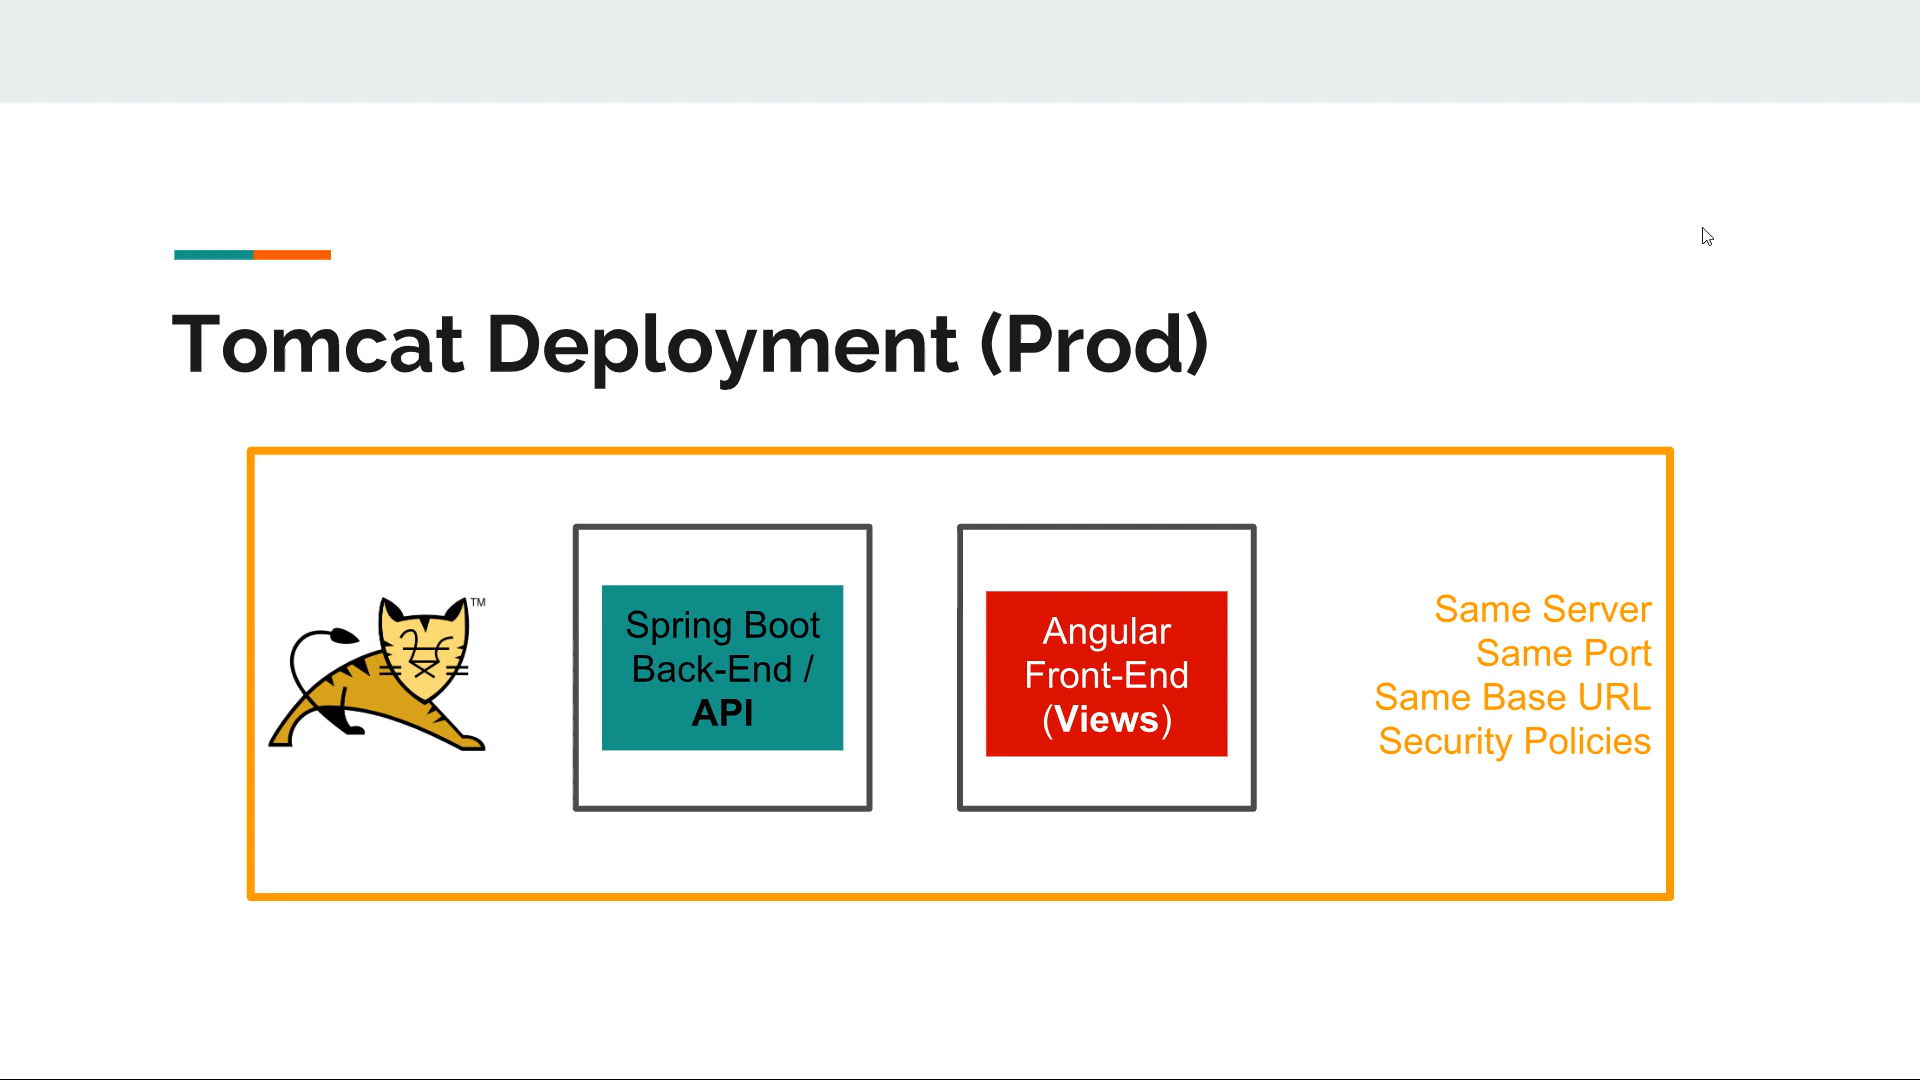 Tomcat Deployment (Prod)
TM
Spring Boot
Back-End /
API
Angular
Front-End
(Views)
Same Server
Same Port
Same Base URL
Security Policies